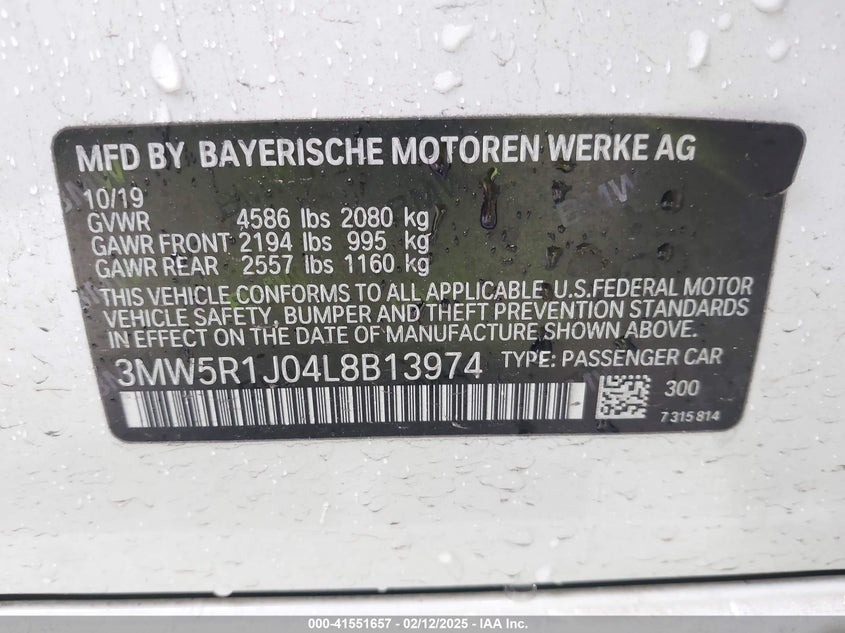 MFD BY BAYERISCHE MOTOREN WERKE AG
10/19
GVWR 4586 lbs 2080 kg
GAWR FRONT 2194 lbs 995 kg
GAWR REAR 2557 lbs 1160 kg
THIS VEHICLE CONFORMS TO ALL APPLICABLE U.S.FEDERAL MOTOR
VEHICLE SAFETY, BUMPER AND THEFT PREVENTION STANDARDS
IN EFFECT ON THE DATE OF MANUFACTURE SHOWN ABOVE.
3MW5R1J04L8B13974 TYPE: PASSENGER CAR
300
7315814
000-41551657 - 02/12/2025 - IAA Inc.